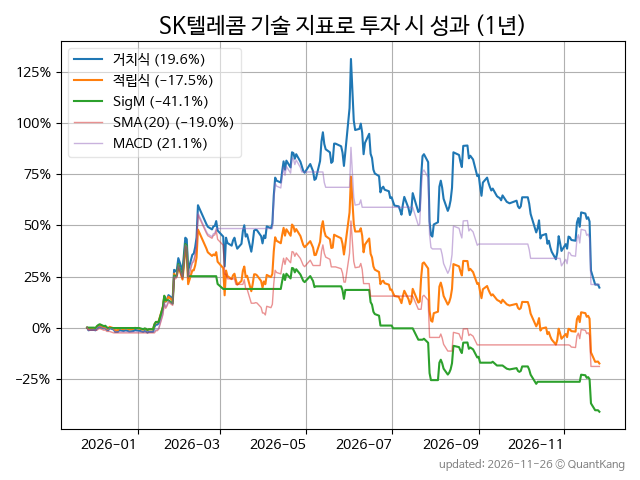 SK텔레콤 기술 지표로 투자 시 성과 (1년)
거치식 (19.6%)
적립식 (−17.5%)
SigM (−41.1%)
SMA(20) (−19.0%)
MACD (21.1%)
125%
100%
75%
50%
25%
0%
−25%
2026−01
2026−03
2026−05
2026−07
2026−09
2026−11
updated: 2026−11−26 © QuantKang